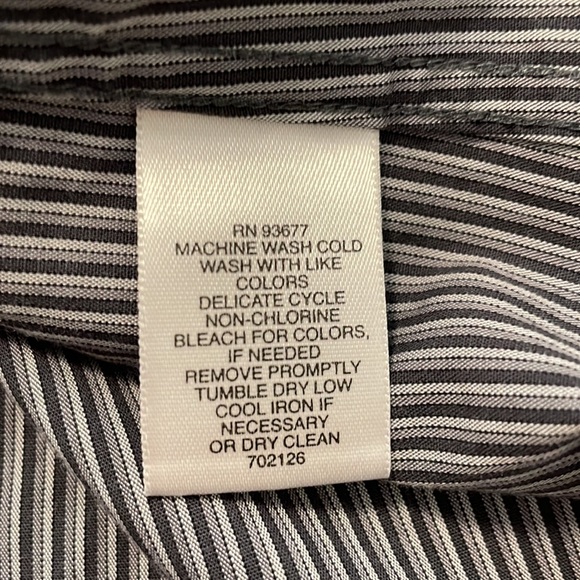 RN 93677
MACHINE WASH COLD
WASH WITH LIKE
COLORS
DELICATE CYCLE
NON-CHLORINE
BLEACH FOR COLORS,
IF NEEDED
REMOVE PROMPTLY
TUMBLE DRY LOW
COOL IRON IF
NECESSARY
OR DRY CLEAN
702126